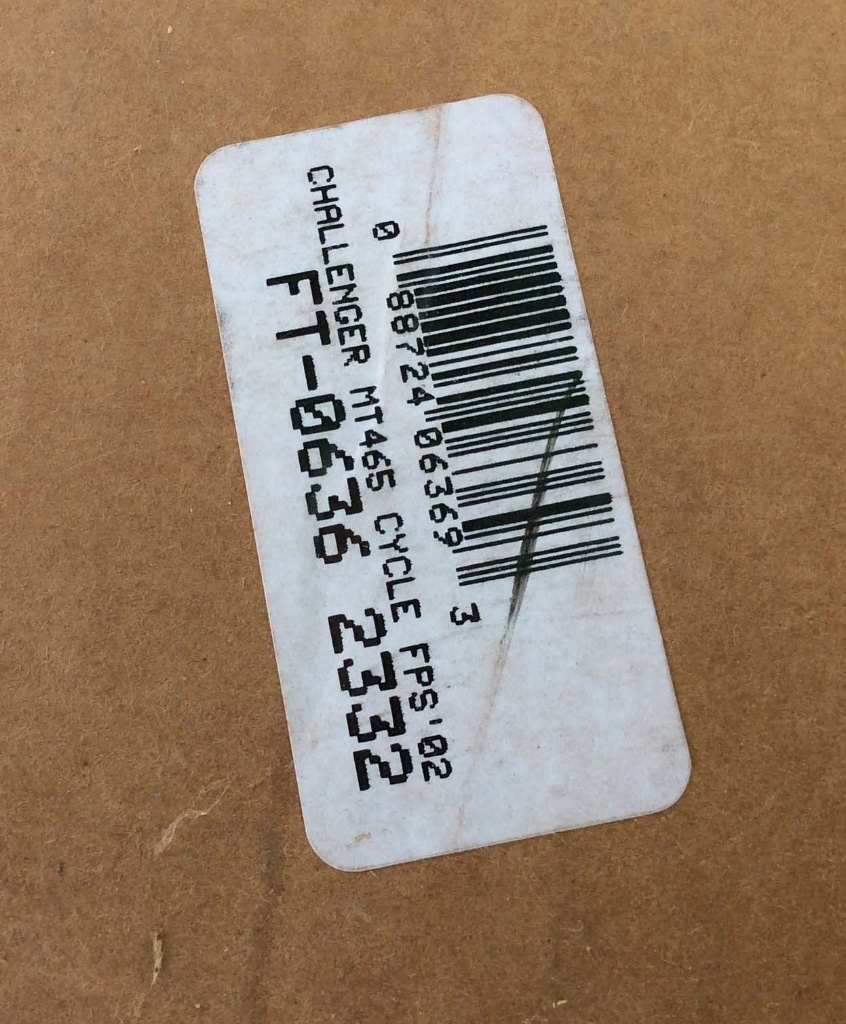 0 88724 06369 3
CHALLENGER MT465 CYCLE FPS'02
FT-0636 2332